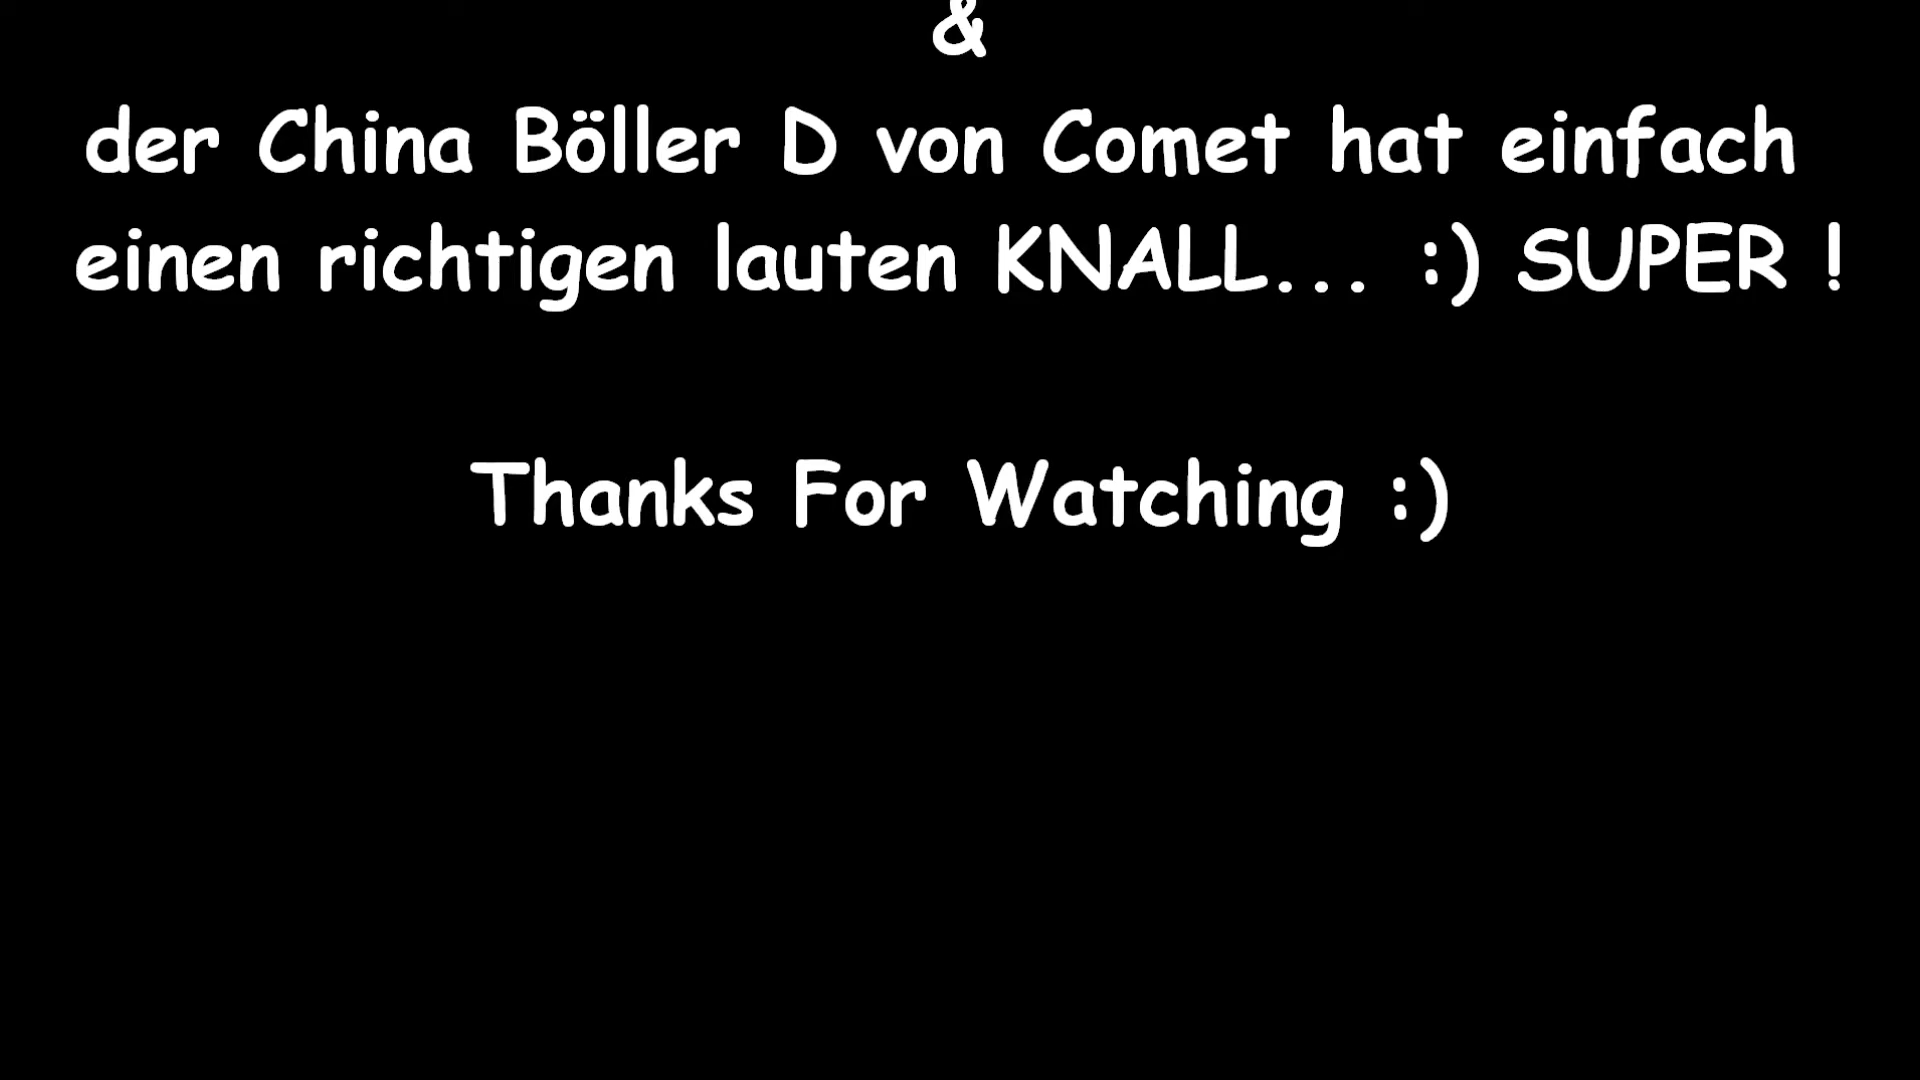 &
der China Böller D von Comet hat einfach
einen richtigen lauten KNALL... :) SUPER !
Thanks For Watching :)